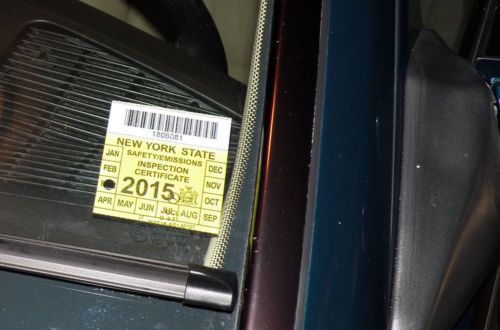 1806081
NEW YORK STATE
JAN SAFETY/EMISSIONS DEC
INSPECTION
FEB CERTIFICATE NOV
MAR 2015 OCT
APR MAY JUN JUL AUG SEP